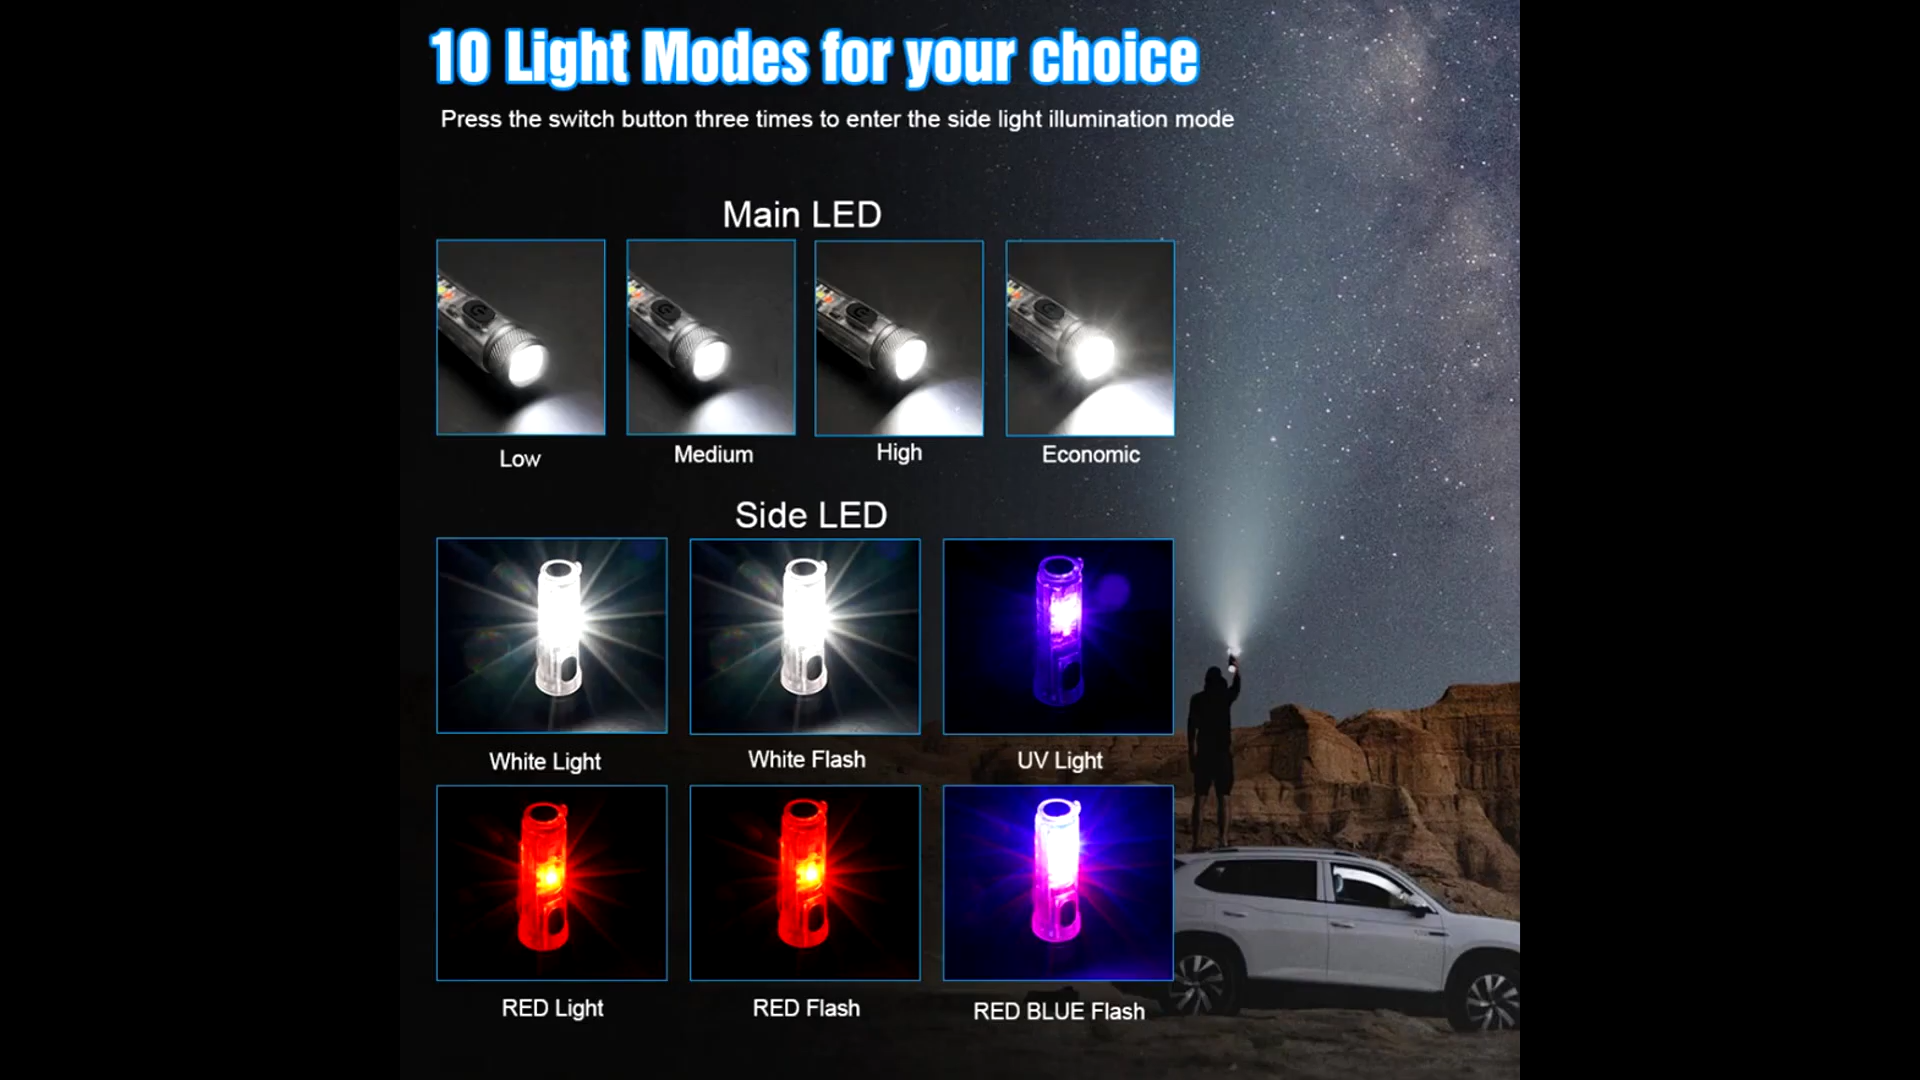 10 Light Modes for your choice
Press the switch button three times to enter the side light illumination mode
Main LED
Low
Medium
High
Economic
Side LED
White Light
White Flash
UV Light
RED Light
RED Flash
RED BLUE Flash